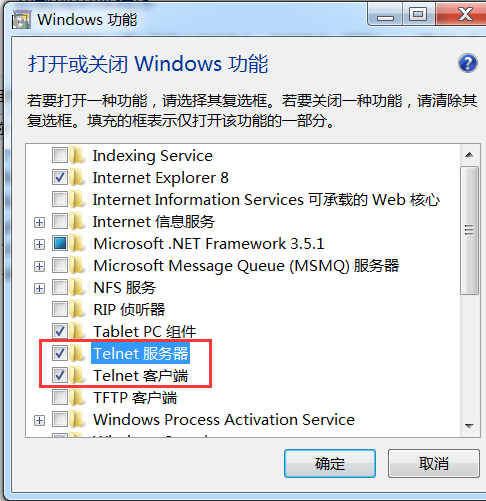 Windows 功能
打开或关闭 Windows 功能
若要打开一种功能，请选择其复选框。若要关闭一种功能，请清除其
复选框。填充的框表示仅打开该功能的一部分。
Indexing Service
Internet Explorer 8
Internet Information Services 可承载的 Web 核心
Internet 信息服务
Microsoft .NET Framework 3.5.1
Microsoft Message Queue (MSMQ) 服务器
NFS 服务
RIP 侦听器
Tablet PC 组件
Telnet 服务器
Telnet 客户端
TFTP 客户端
Windows Process Activation Service
确定
取消